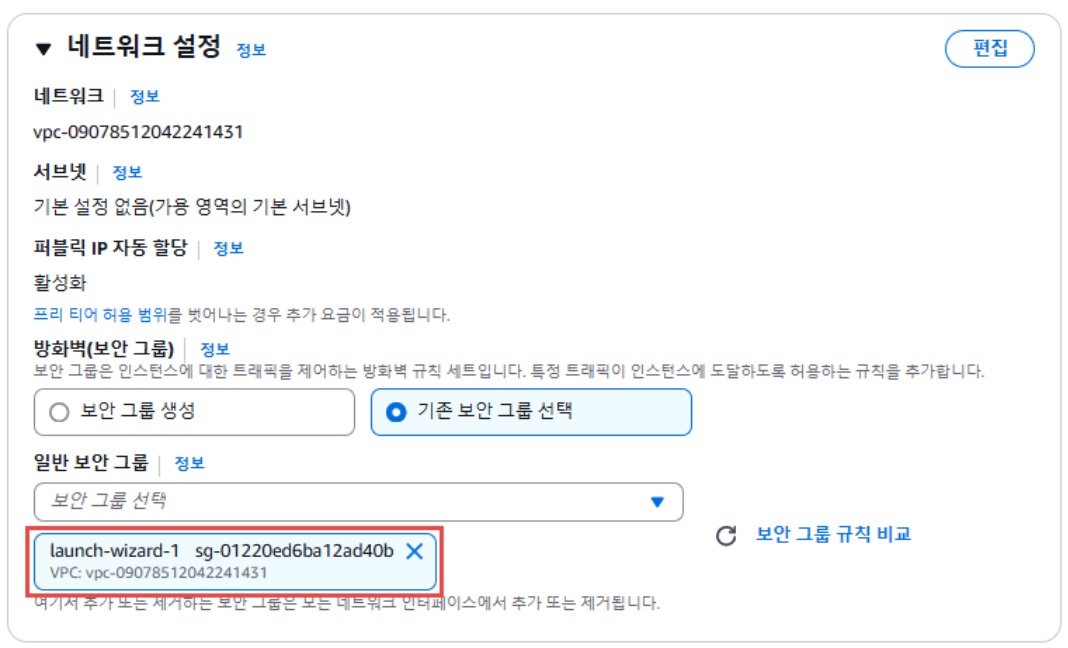 ▼ 네트워크 설정 정보
편집
네트워크 | 정보
vpc-09078512042241431
서브넷 | 정보
기본 설정 없음(가용 영역의 기본 서브넷)
퍼블릭 IP 자동 할당 | 정보
활성화
프리 티어 허용 범위를 벗어나는 경우 추가 요금이 적용됩니다.
방화벽(보안 그룹) | 정보
보안 그룹은 인스턴스에 대한 트래픽을 제어하는 방화벽 규칙 세트입니다. 특정 트래픽이 인스턴스에 도달하도록 허용하는 규칙을 추가합니다.
보안 그룹 생성
기존 보안 그룹 선택
일반 보안 그룹 | 정보
보안 그룹 선택
launch-wizard-1 sg-01220ed6ba12ad40b
VPC: vpc-09078512042241431
보안 그룹 규칙 비교
여기서 추가 또는 제거하는 보안 그룹은 모든 네트워크 인터페이스에서 추가 또는 제거됩니다.